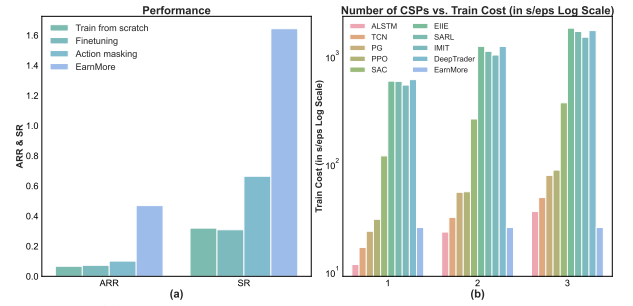 Performance
ARR & SR
1.6
1.4
1.2
1.0
0.8
0.6
0.4
0.2
0.0
Train from scratch
Finetuning
Action masking
EarnMore
ARR
SR
(a)
Number of CSPs vs. Train Cost (in s/eps Log Scale)
Train Cost (in s/eps Log Scale)
10³
10²
10¹
ALSTM
TCN
PG
PPO
SAC
EIIE
SARL
IMIT
DeepTrader
EarnMore
1
2
3
(b)